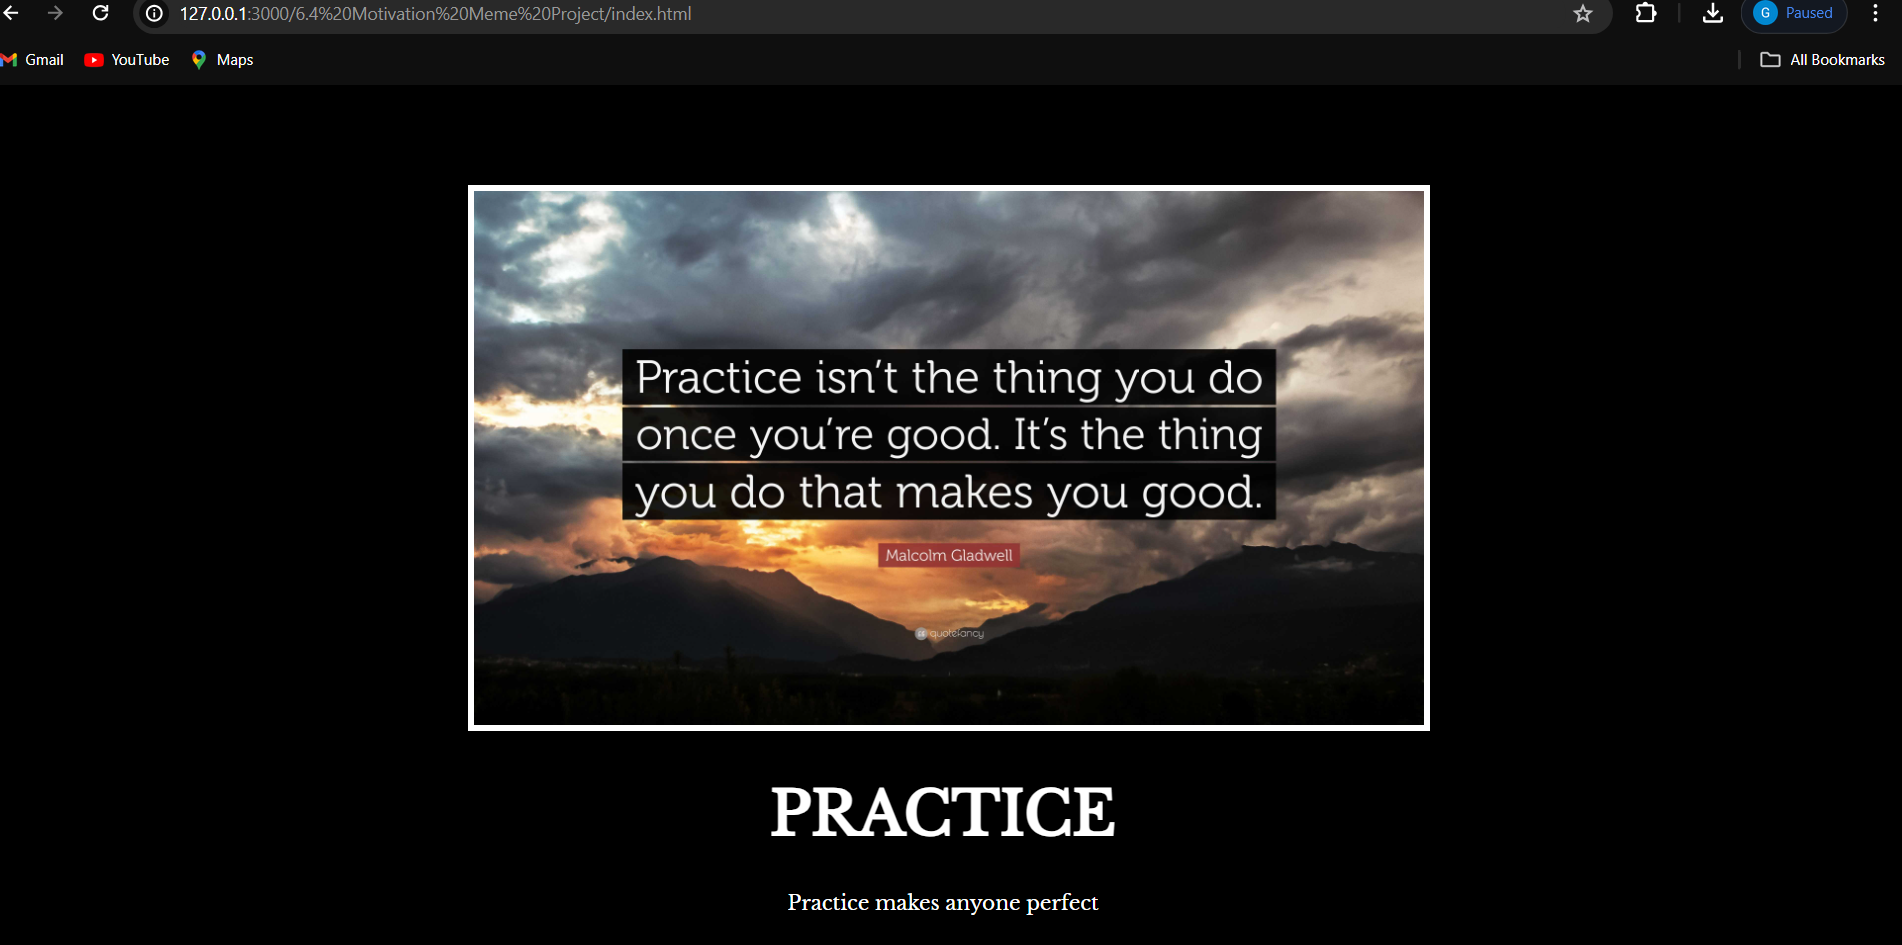 127.0.0.1:3000/6.4%20Motivation%20Meme%20Project/index.html
G Paused
Gmail YouTube Maps All Bookmarks
Practice isn’t the thing you do
once you’re good. It’s the thing
you do that makes you good.
Malcolm Gladwell
quotefancy
PRACTICE
Practice makes anyone perfect